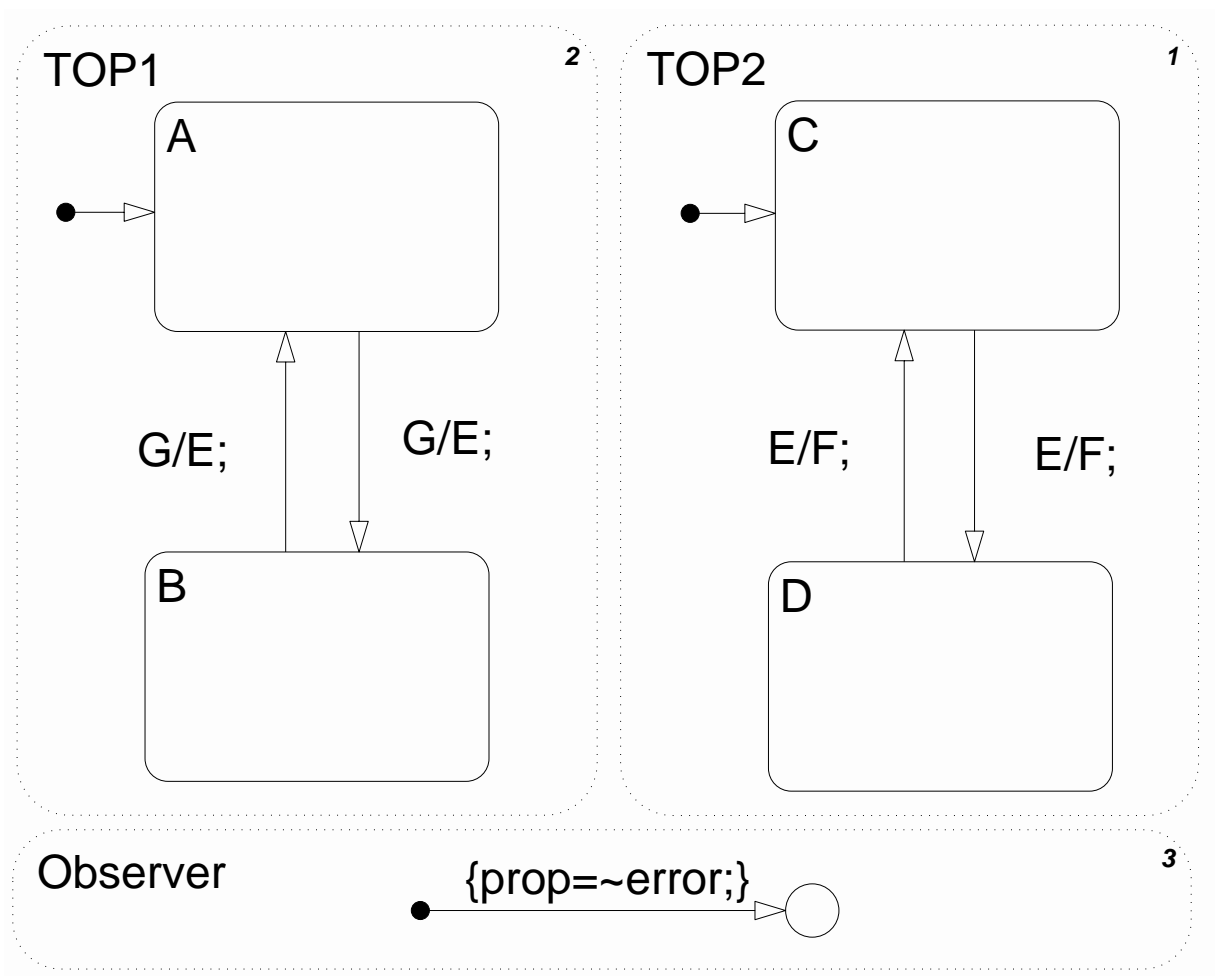 TOP1
2
TOP2
1
A
C
G/E;
G/E;
E/F;
E/F;
B
D
Observer
{prop=~error;}
3